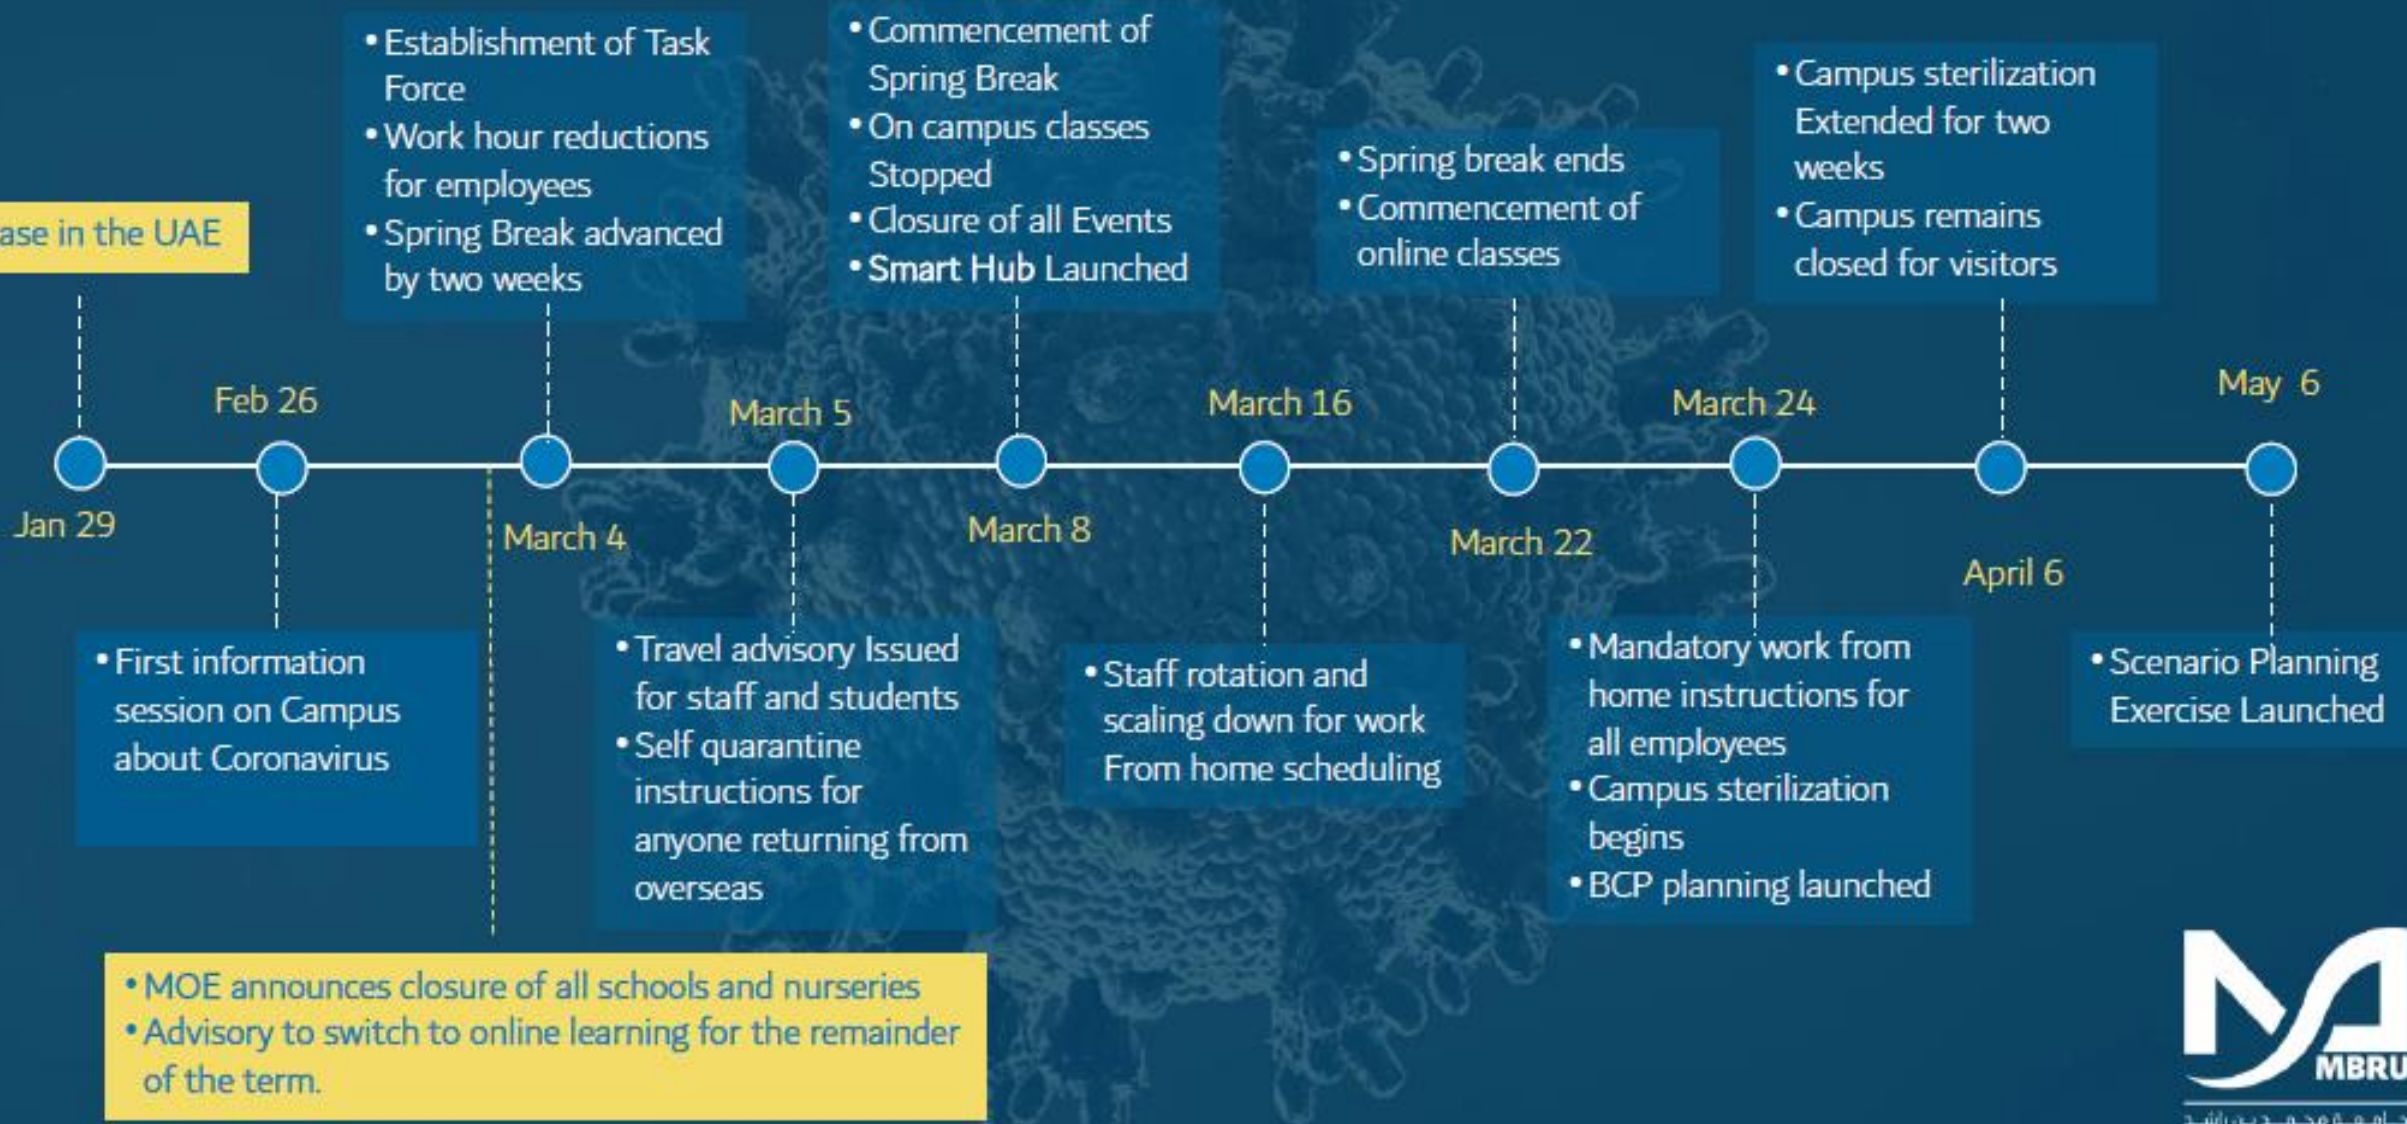 • Establishment of Task
Force
• Work hour reductions
for employees
• Spring Break advanced
by two weeks
• Commencement of
Spring Break
• On campus classes
Stopped
• Closure of all Events
• Smart Hub Launched
• Spring break ends
• Commencement of
online classes
• Campus sterilization
Extended for two
weeks
• Campus remains
closed for visitors
ase in the UAE
Feb 26
March 5
March 16
March 24
May 6
Jan 29
March 4
March 8
March 22
April 6
• First information
session on Campus
about Coronavirus
• Travel advisory Issued
for staff and students
• Self quarantine
instructions for
anyone returning from
overseas
• Staff rotation and
scaling down for work
From home scheduling
• Mandatory work from
home instructions for
all employees
• Campus sterilization
begins
• BCP planning launched
• Scenario Planning
Exercise Launched
• MOE announces closure of all schools and nurseries
• Advisory to switch to online learning for the remainder
of the term.
MBRU